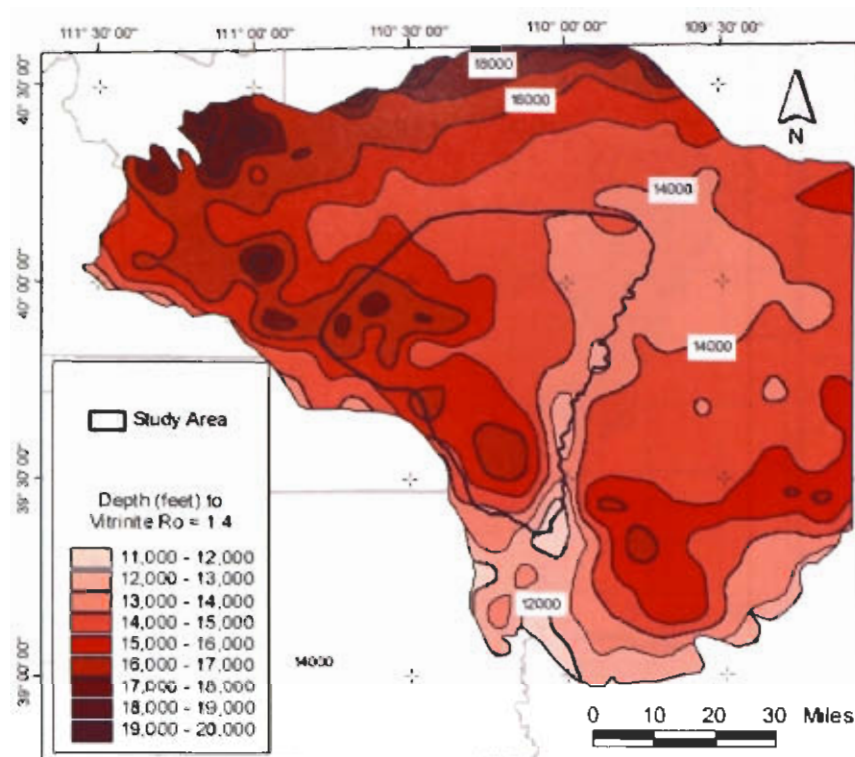 111° 30' 00"
111° 00' 00"
110° 30' 00"
110° 00' 00"
109° 30' 00"
40° 30' 00"
40° 00' 00"
39° 30' 00"
39° 00' 00"
18000
16000
N
14000
14000
12000
14000
Study Area
Depth (feet) to
Vitrinite Ro = 1.4
11,000 - 12,000
12,000 - 13,000
13,000 - 14,000
14,000 - 15,000
15,000 - 16,000
16,000 - 17,000
17,000 - 18,000
18,000 - 19,000
19,000 - 20,000
0 10 20 30 Miles